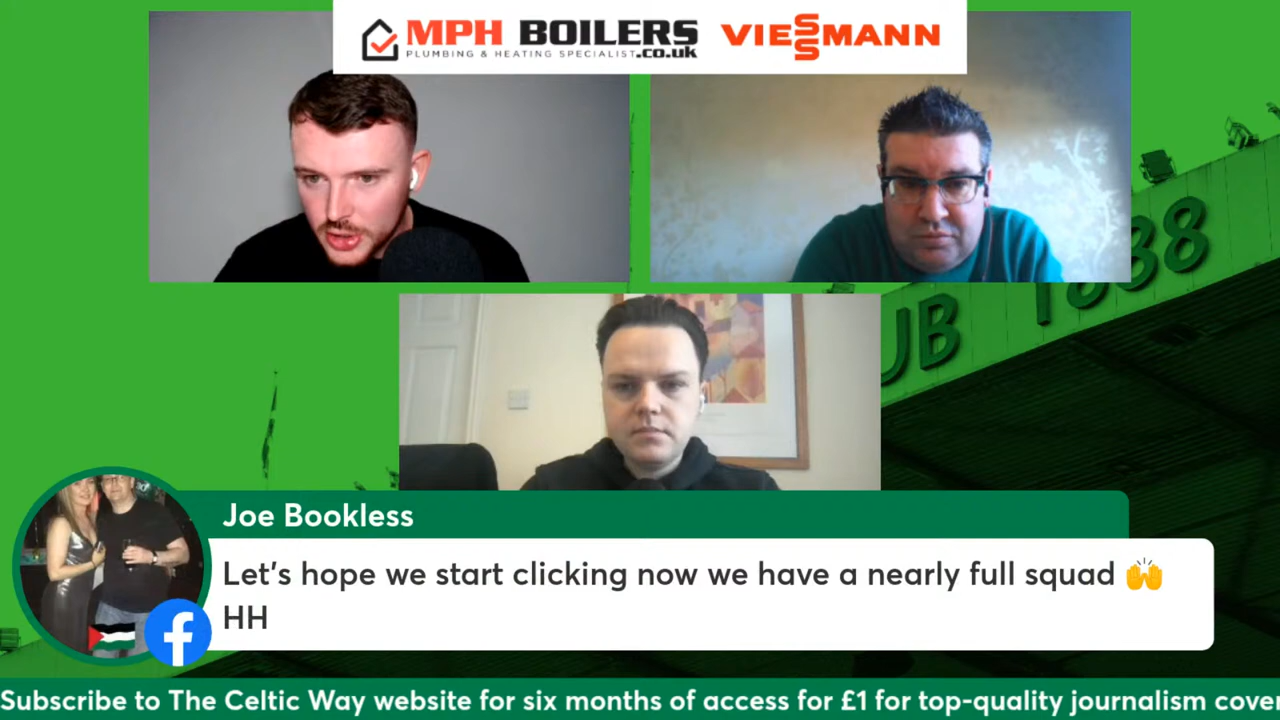 MPH BOILERS
PLUMBING & HEATING SPECIALIST.co.uk
VIESSMANN
UB 1888
Joe Bookless
Let's hope we start clicking now we have a nearly full squad 🙌
HH
Subscribe to The Celtic Way website for six months of access for £1 for top-quality journalism cover